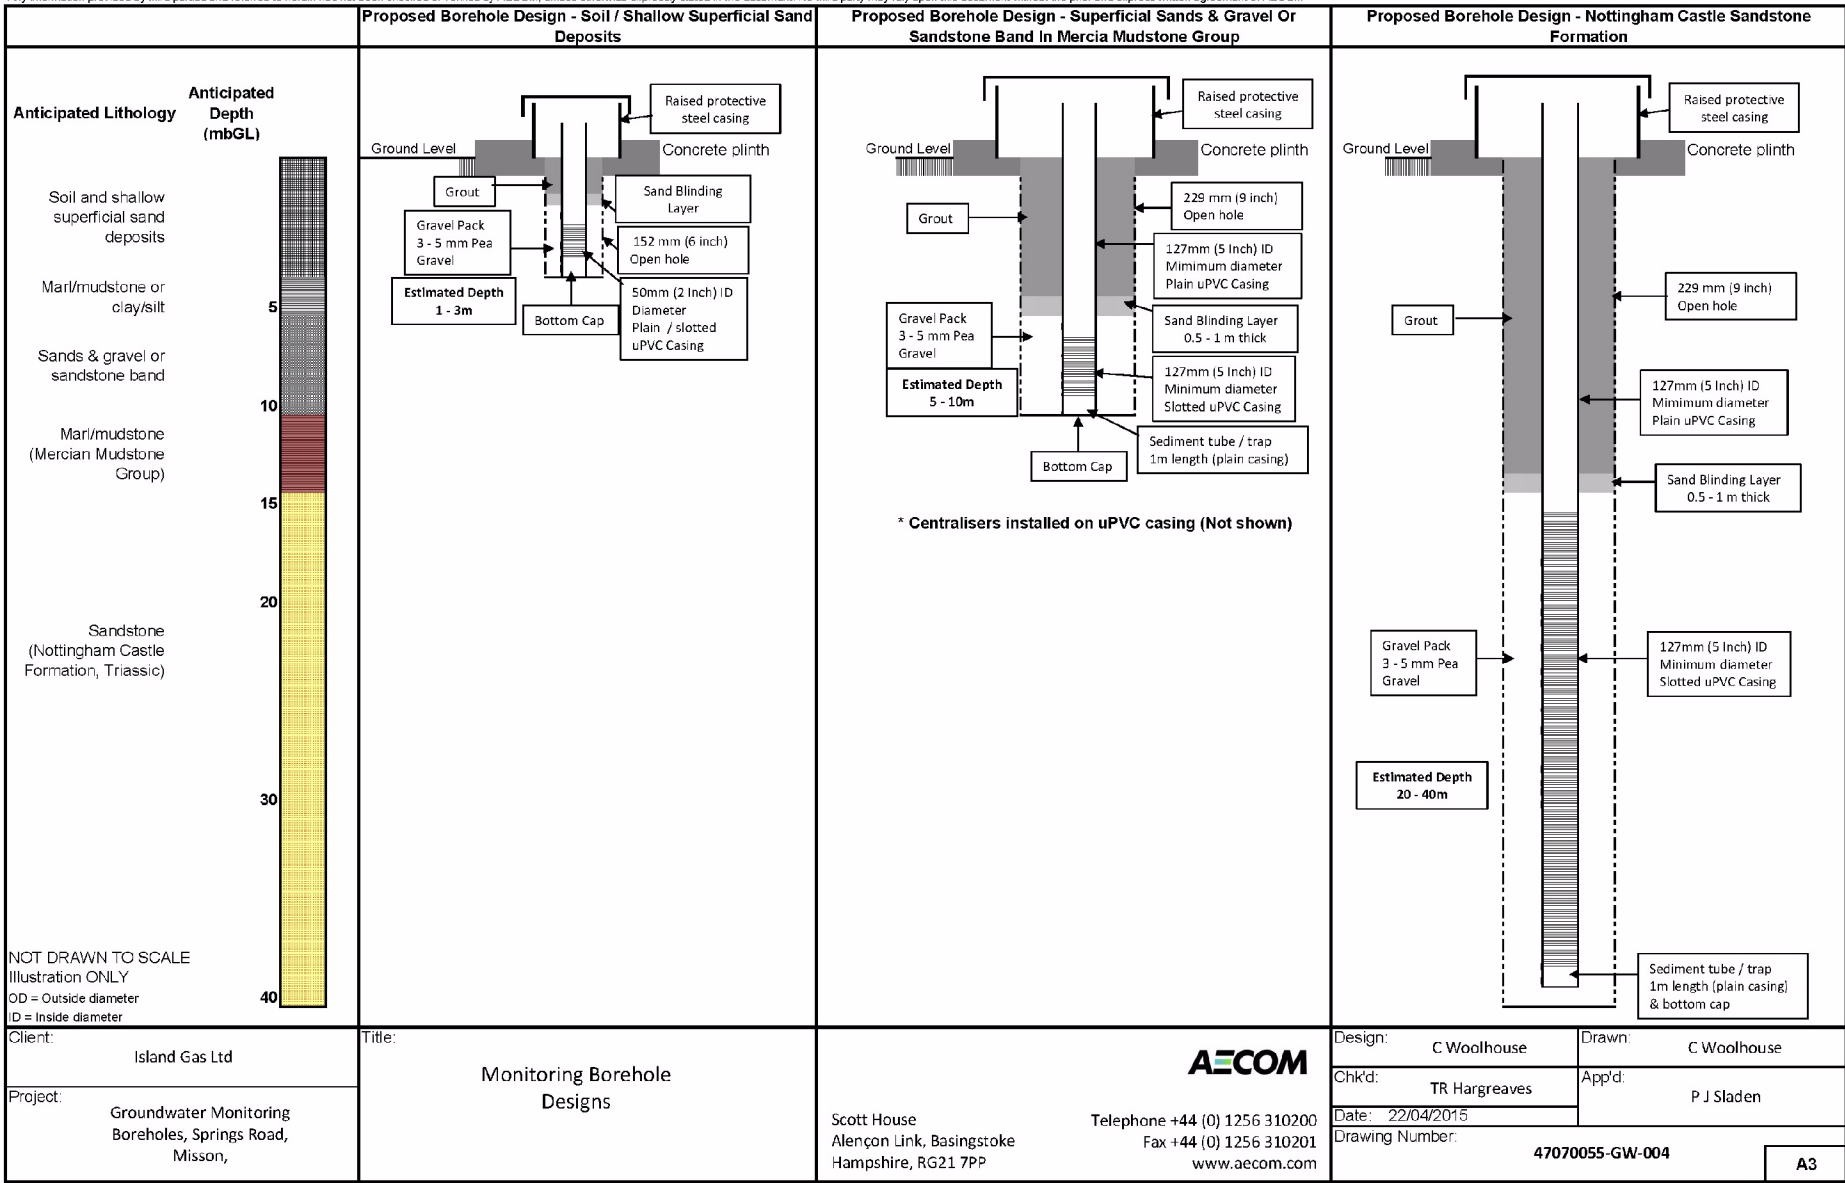 Proposed Borehole Design - Soil / Shallow Superficial Sand
Deposits
Proposed Borehole Design - Superficial Sands & Gravel Or
Sandstone Band In Mercia Mudstone Group
Proposed Borehole Design - Nottingham Castle Sandstone
Formation
Anticipated Lithology
Anticipated
Depth
(mbGL)
Soil and shallow
superficial sand
deposits
Marl/mudstone or
clay/silt
5
Sands & gravel or
sandstone band
10
Marl/mudstone
(Mercian Mudstone
Group)
15
20
Sandstone
(Nottingham Castle
Formation, Triassic)
30
40
NOT DRAWN TO SCALE
Illustration ONLY
OD = Outside diameter
ID = Inside diameter
Raised protective
steel casing
Ground Level
Concrete plinth
Grout
Sand Blinding
Layer
Gravel Pack
3 - 5 mm Pea
Gravel
152 mm (6 inch)
Open hole
Estimated Depth
1 - 3m
Bottom Cap
50mm (2 Inch) ID
Diameter
Plain / slotted
uPVC Casing
Raised protective
steel casing
Ground Level
Concrete plinth
Grout
229 mm (9 inch)
Open hole
127mm (5 Inch) ID
Mimimum diameter
Plain uPVC Casing
Gravel Pack
3 - 5 mm Pea
Gravel
Sand Blinding Layer
0.5 - 1 m thick
Estimated Depth
5 - 10m
127mm (5 Inch) ID
Minimum diameter
Slotted uPVC Casing
Sediment tube / trap
1m length (plain casing)
Bottom Cap
* Centralisers installed on uPVC casing (Not shown)
Raised protective
steel casing
Ground Level
Concrete plinth
229 mm (9 inch)
Open hole
Grout
127mm (5 Inch) ID
Mimimum diameter
Plain uPVC Casing
Sand Blinding Layer
0.5 - 1 m thick
Gravel Pack
3 - 5 mm Pea
Gravel
127mm (5 Inch) ID
Minimum diameter
Slotted uPVC Casing
Estimated Depth
20 - 40m
Sediment tube / trap
1m length (plain casing)
& bottom cap
Client:
Island Gas Ltd
Project:
Groundwater Monitoring
Boreholes, Springs Road,
Misson,
Title:
Monitoring Borehole
Designs
AECOM
Scott House
Alençon Link, Basingstoke
Hampshire, RG21 7PP
Telephone +44 (0) 1256 310200
Fax +44 (0) 1256 310201
www.aecom.com
Design:
C Woolhouse
Drawn:
C Woolhouse
Chk'd:
TR Hargreaves
App'd:
P J Sladen
Date: 22/04/2015
Drawing Number:
47070055-GW-004
A3